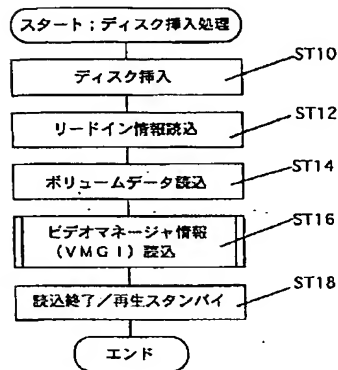 スタート；ディスク挿入処理
ディスク挿入
ST10
リードイン情報読込
ST12
ボリュームデータ読込
ST14
ビデオマネージャ情報
（VMGI）読込
ST16
読込終了/再生スタンバイ
ST18
エンド